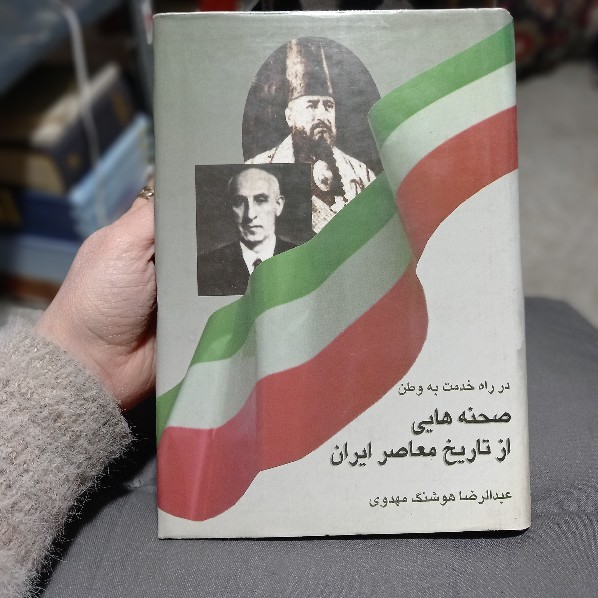 در راه خدمت به وطن
صحنه هایی
از تاریخ معاصر ایران
عبدالرضا هوشنگ مهدوی